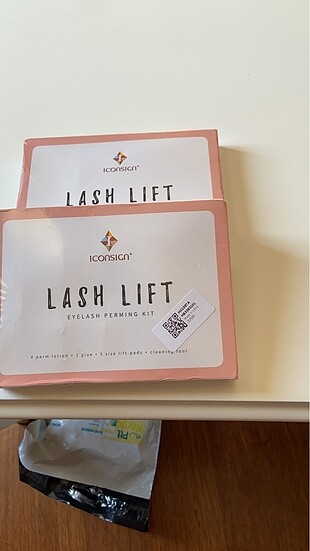 ICONSIGN®
LASH LIFT
ICONSIGN®
LASH LIFT
EYELASH PERMING KIT
4 perm lotion • 1 glue • 5 size lift-pads • cleaning tool